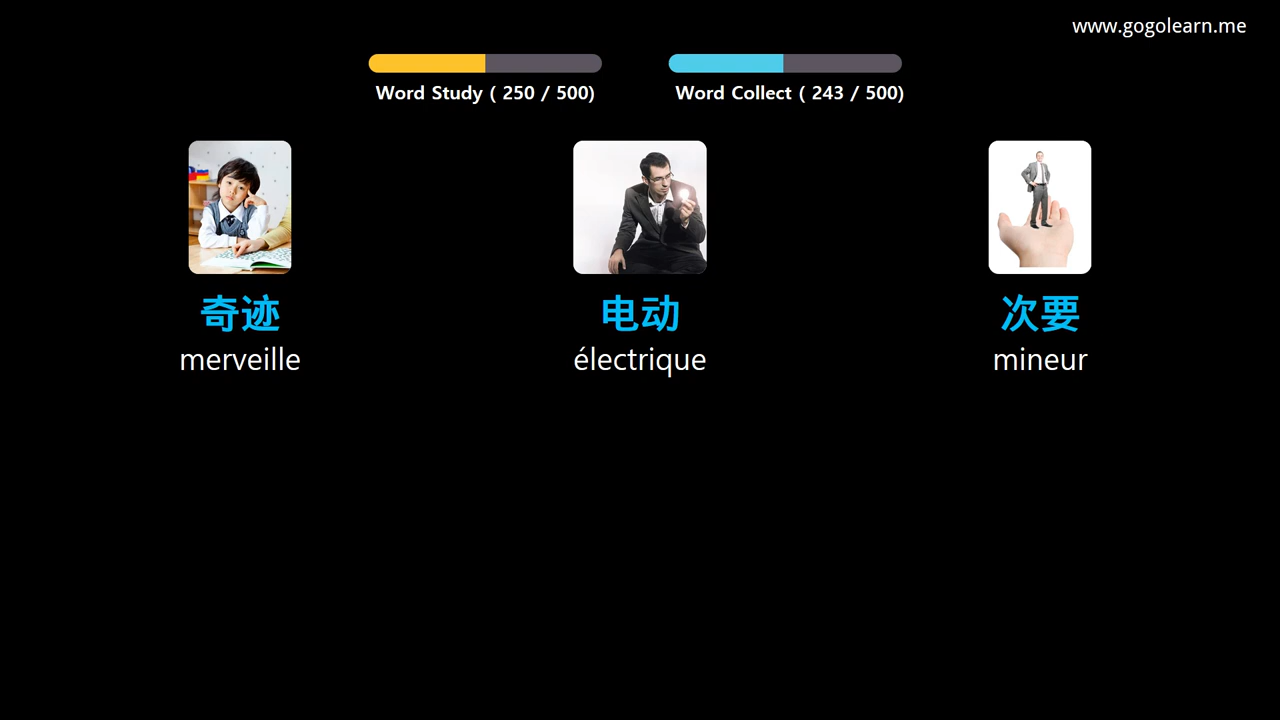 www.gogolearn.me
Word Study ( 250 / 500)
Word Collect ( 243 / 500)
奇迹
merveille
电动
électrique
次要
mineur